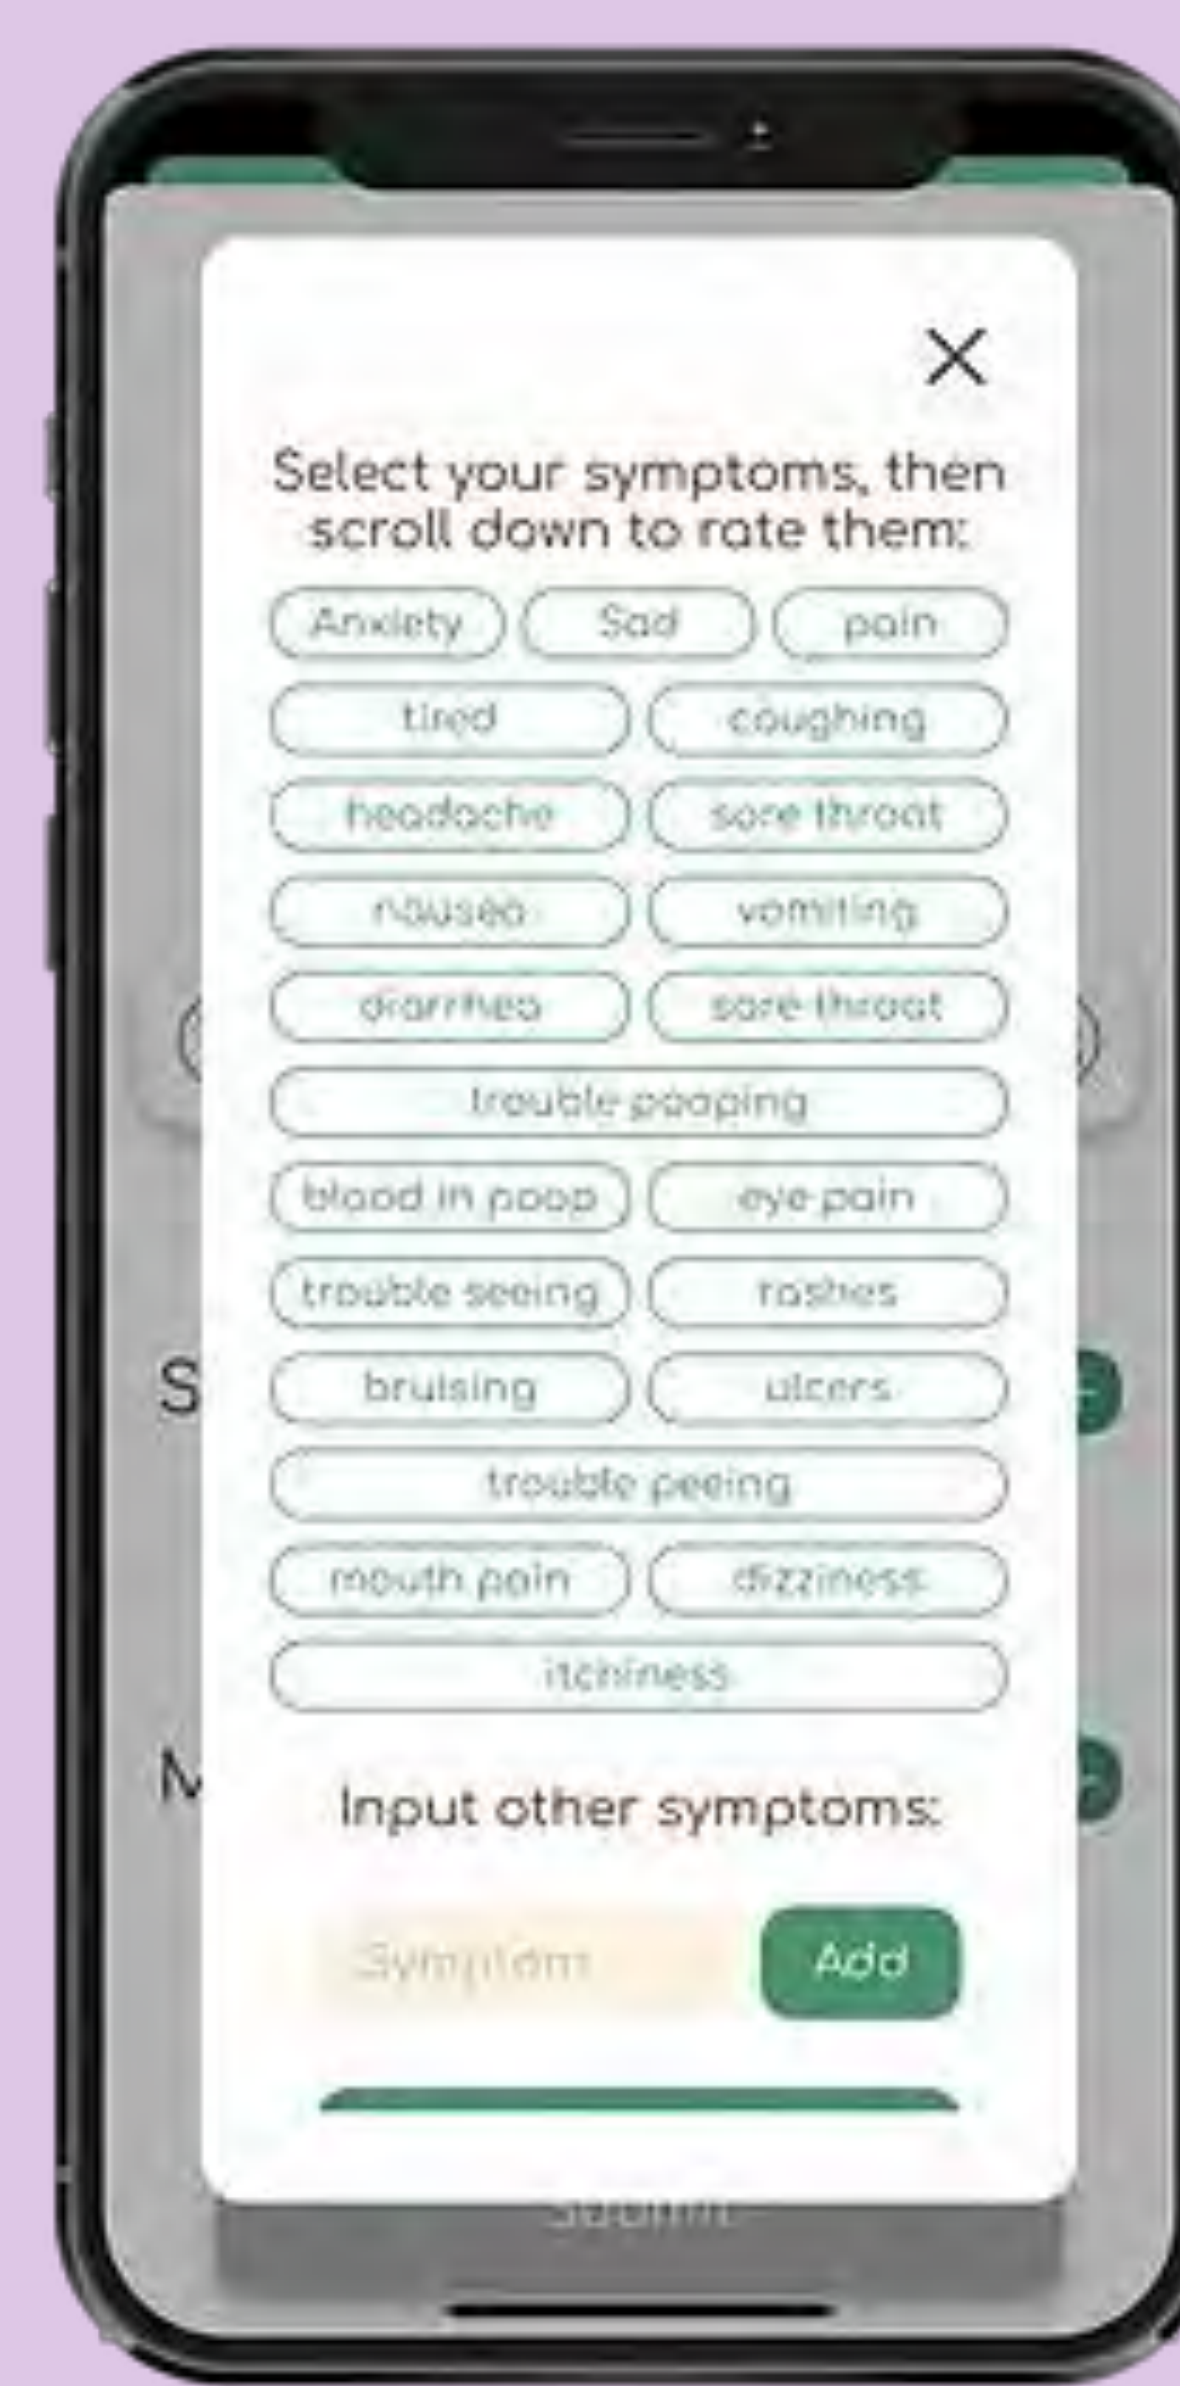 Select your symptoms, then
scroll down to rate them:
Anxiety Sad pain
tired coughing
headache sore throat
nausea vomiting
diarrhea sore throat
trouble pooping
blood in poop eye pain
trouble seeing rashes
bruising ulcers
trouble peeing
mouth pain dizziness
itchiness
S
M
Input other symptoms:
Symptom Add
Submit